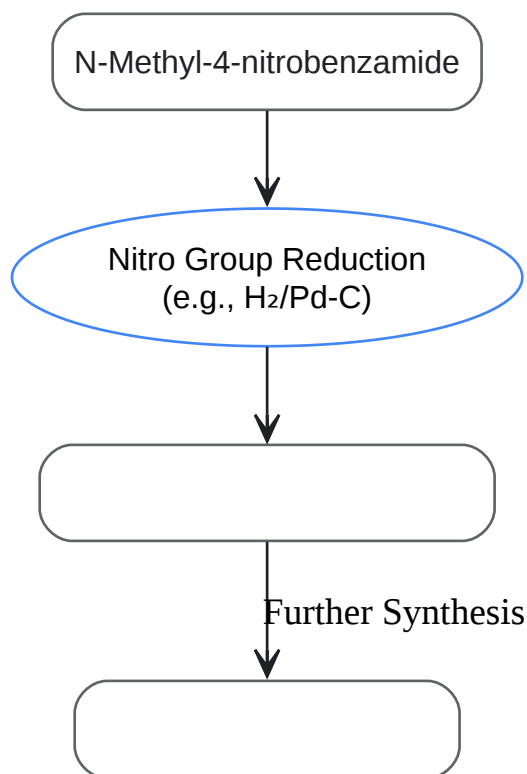 N-Methyl-4-nitrobenzamide
Nitro Group Reduction
(e.g., H₂/Pd-C)
Further Synthesis